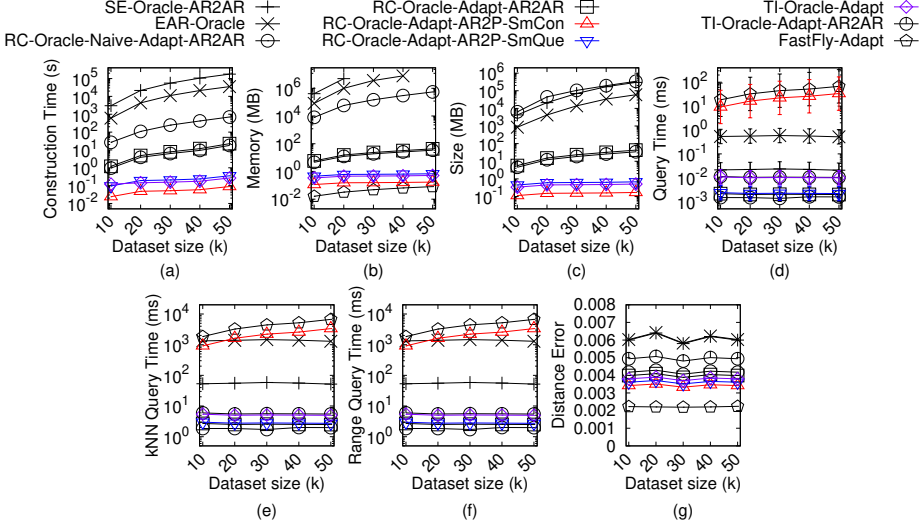 SE-Oracle-AR2AR
EAR-Oracle
RC-Oracle-Naive-Adapt-AR2AR
RC-Oracle-Adapt-AR2AR
RC-Oracle-Adapt-AR2P-SmCon
RC-Oracle-Adapt-AR2P-SmQue
TI-Oracle-Adapt
TI-Oracle-Adapt-AR2AR
FastFly-Adapt
Construction Time (s)
10^5
10^4
10^3
10^2
10^1
10^0
10^-1
10^-2
10 20 30 40 50
Dataset size (k)
(a)
Memory (MB)
10^6
10^4
10^2
10^0
10^-2
10 20 30 40 50
Dataset size (k)
(b)
Size (MB)
10^6
10^5
10^4
10^3
10^2
10^1
10^0
10^-1
10 20 30 40 50
Dataset size (k)
(c)
Query Time (ms)
10^2
10^1
10^0
10^-1
10^-2
10^-3
10 20 30 40 50
Dataset size (k)
(d)
kNN Query Time (ms)
10^4
10^3
10^2
10^1
10^0
10 20 30 40 50
Dataset size (k)
(e)
Range Query Time (ms)
10^4
10^3
10^2
10^1
10^0
10 20 30 40 50
Dataset size (k)
(f)
Distance Error
0.008
0.007
0.006
0.005
0.004
0.003
0.002
0.001
0
10 20 30 40 50
Dataset size (k)
(g)